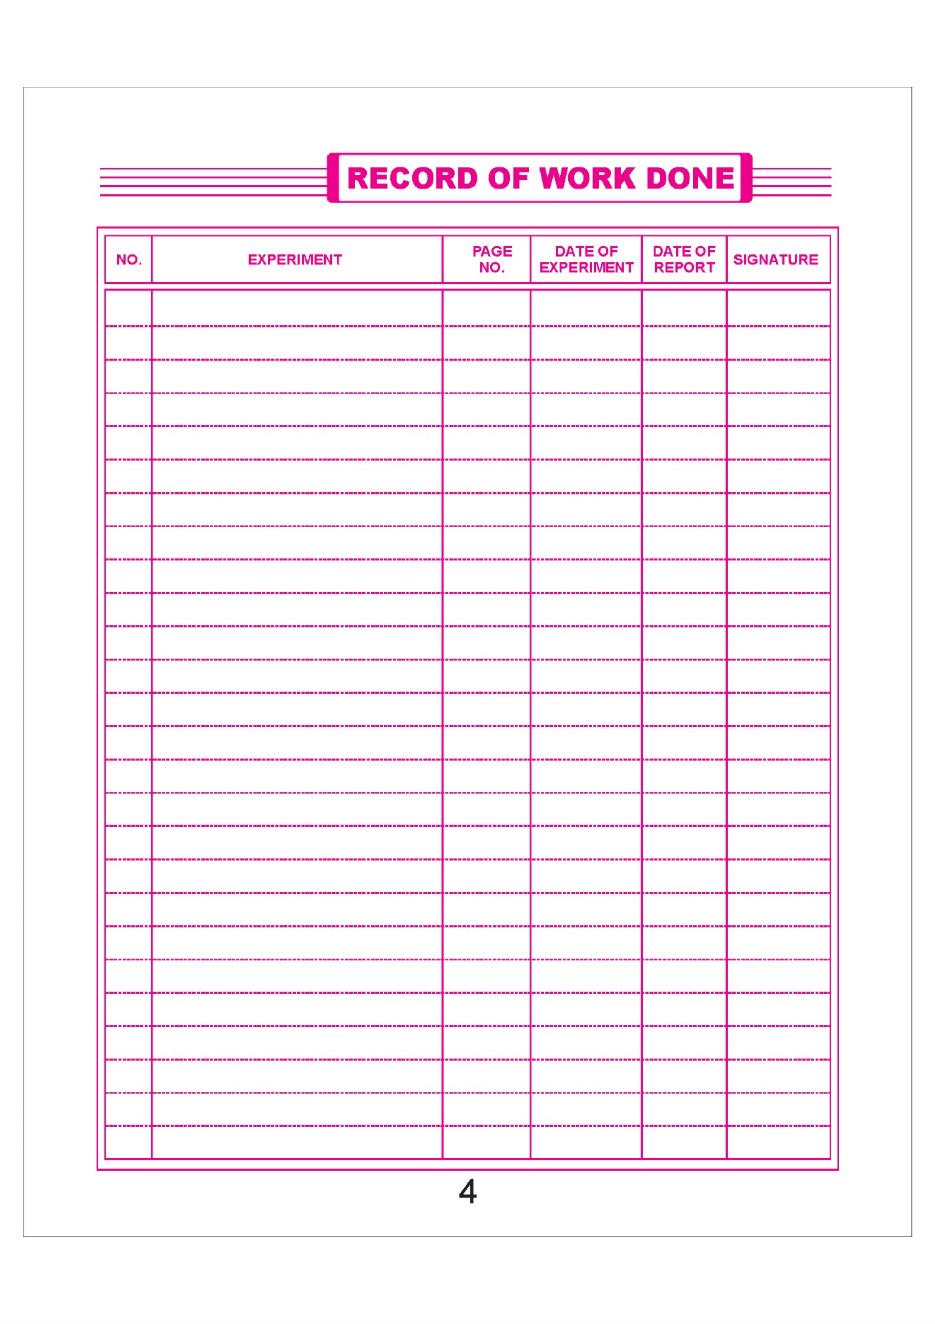 RECORD OF WORK DONE
NO. EXPERIMENT PAGE NO. DATE OF EXPERIMENT DATE OF REPORT SIGNATURE
4